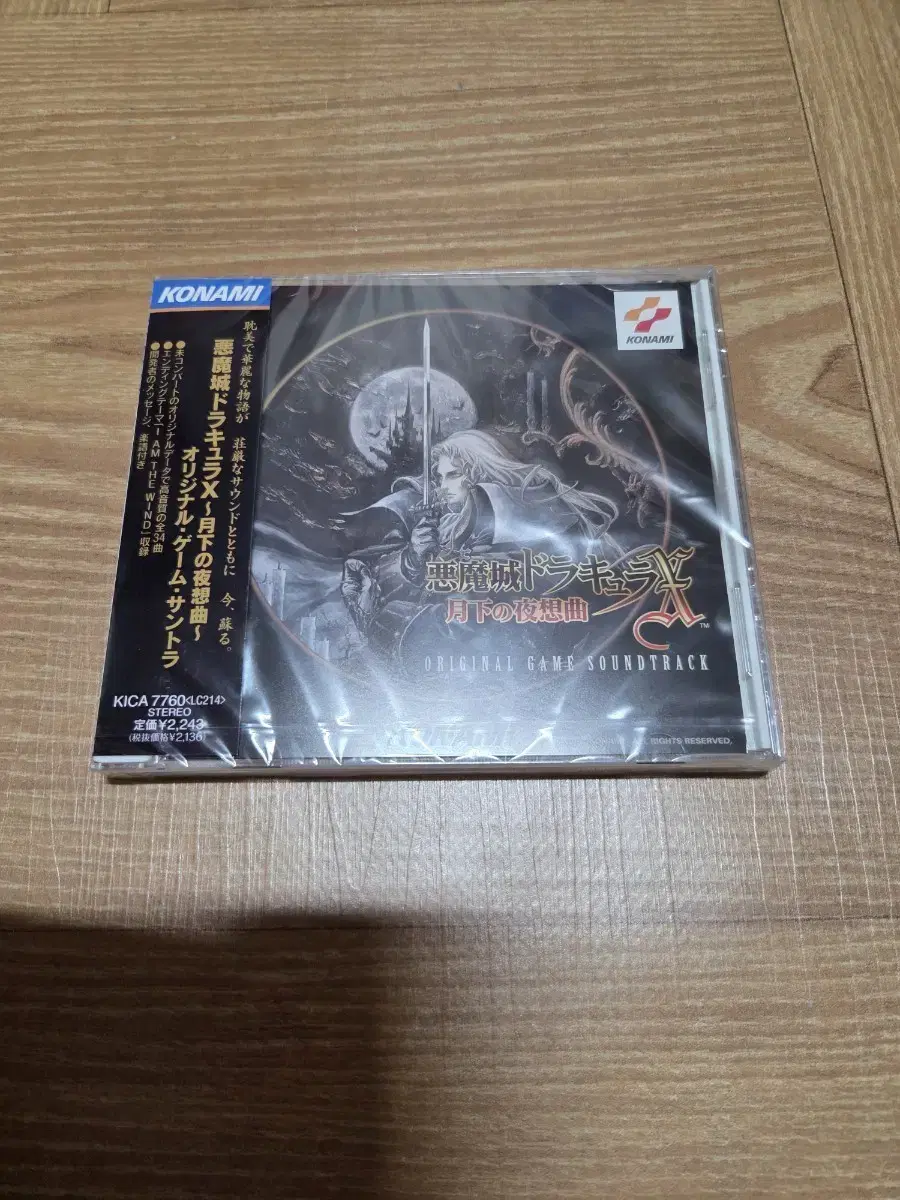 KONAMI
耽美で華麗な物語が 荘厳なサウンドとともに 今、蘇る。
悪魔城ドラキュラX～月下の夜想曲～
オリジナル・ゲーム・サントラ
●未コンバートのオリジナルデータで高音質の全34曲
●エンディングテーマ「I AM THE WIND」収録
●開発者のメッセージ、楽譜付き
KICA 7760<LC214>
STEREO
定価¥2,243
(税抜価格¥2,136)
KONAMI
悪魔城ドラキュラX
TM
月下の夜想曲
ORIGINAL GAME SOUNDTRACK
RIGHTS RESERVED.